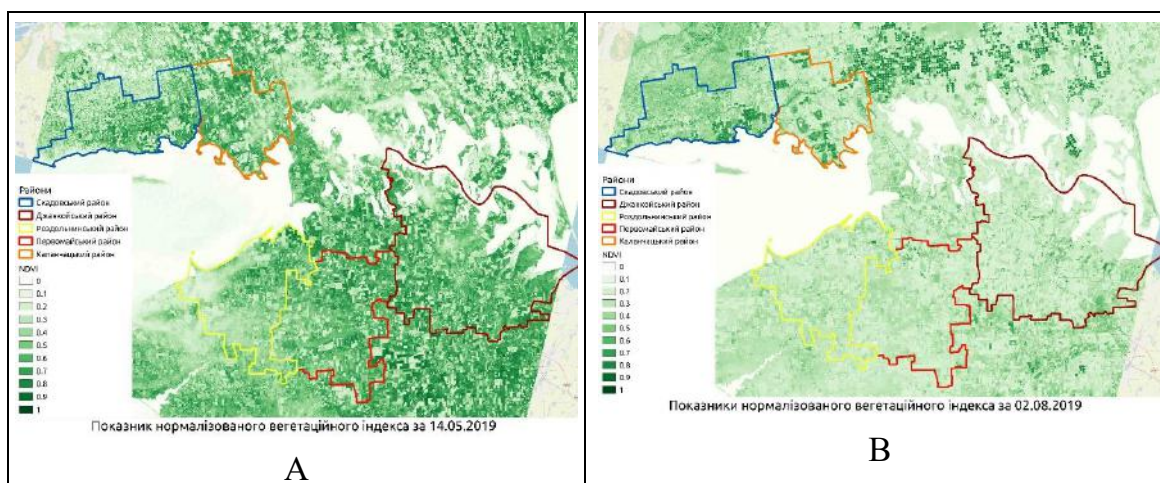 Райони
Скадовський район
Джанкойський район
Роздольнинський район
Первомайський район
Каланчацький район
NDVI
0
0.1
0.2
0.3
0.4
0.5
0.6
0.7
0.8
0.9
1
Показник нормалізованого вегетаційного індекса за 14.05.2019
А
Райони
Скадовський район
Джанкойський район
Роздольнинський район
Первомайський район
Каланчацький район
NDVI
0
0.1
0.2
0.3
0.4
0.5
0.6
0.7
0.8
0.9
1
Показники нормалізованого вегетаційного індекса за 02.08.2019
В